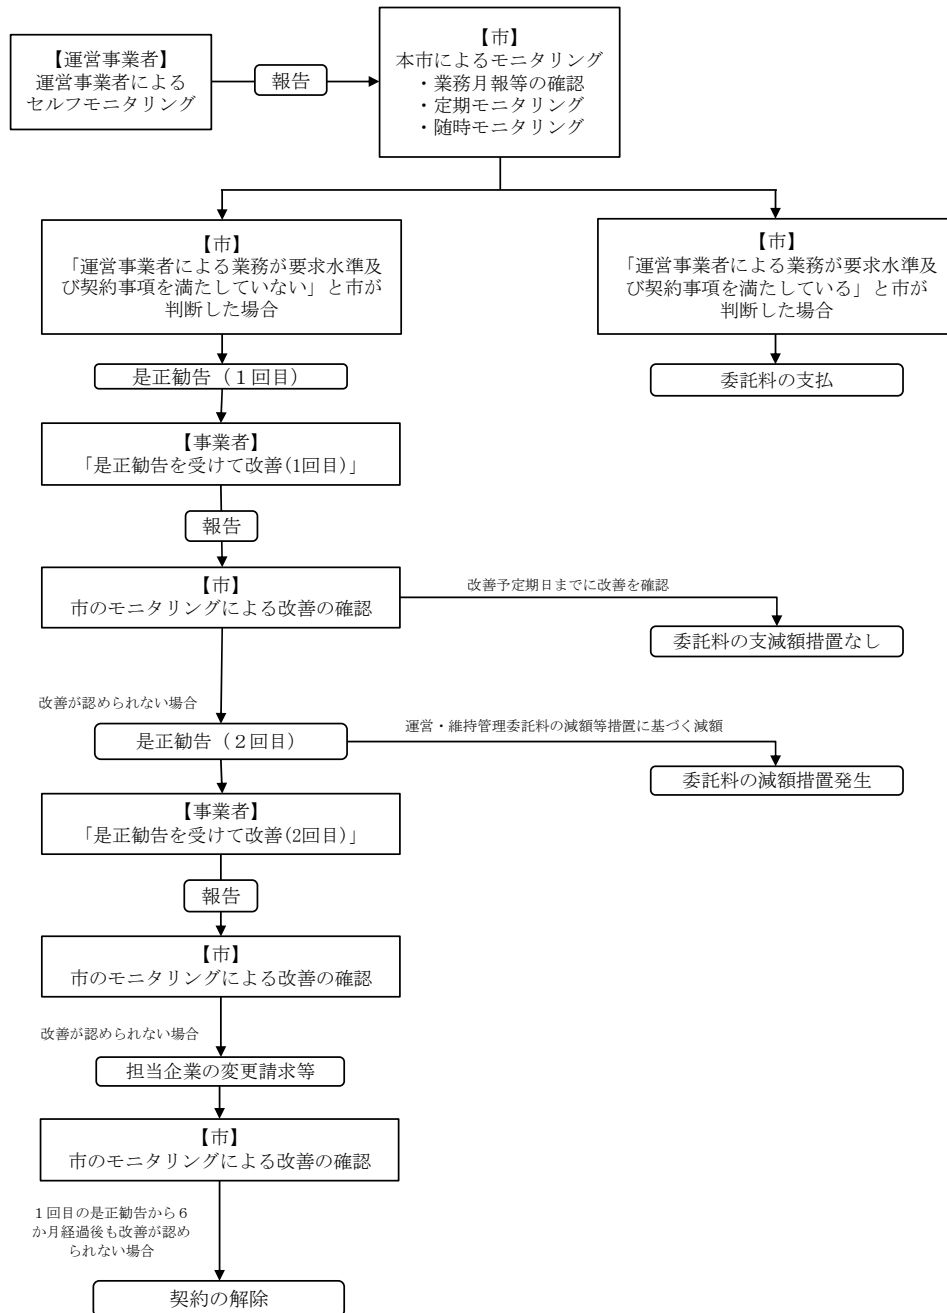 【運営事業者】
運営事業者による
セルフモニタリング
報告
【市】
本市によるモニタリング
・業務月報等の確認
・定期モニタリング
・随時モニタリング
【市】
「運営事業者による業務が要求水準及
び契約事項を満たしていない」と市が
判断した場合
【市】
「運営事業者による業務が要求水準及
び契約事項を満たしている」と市が
判断した場合
是正勧告（１回目）
委託料の支払
【事業者】
「是正勧告を受けて改善(1回目)」
報告
【市】
市のモニタリングによる改善の確認
改善予定期日までに改善を確認
委託料の支減額措置なし
改善が認められない場合
是正勧告（２回目）
運営・維持管理委託料の減額等措置に基づく減額
委託料の減額措置発生
【事業者】
「是正勧告を受けて改善(2回目)」
報告
【市】
市のモニタリングによる改善の確認
改善が認められない場合
担当企業の変更請求等
【市】
市のモニタリングによる改善の確認
１回目の是正勧告から６
か月経過後も改善が認め
られない場合
契約の解除